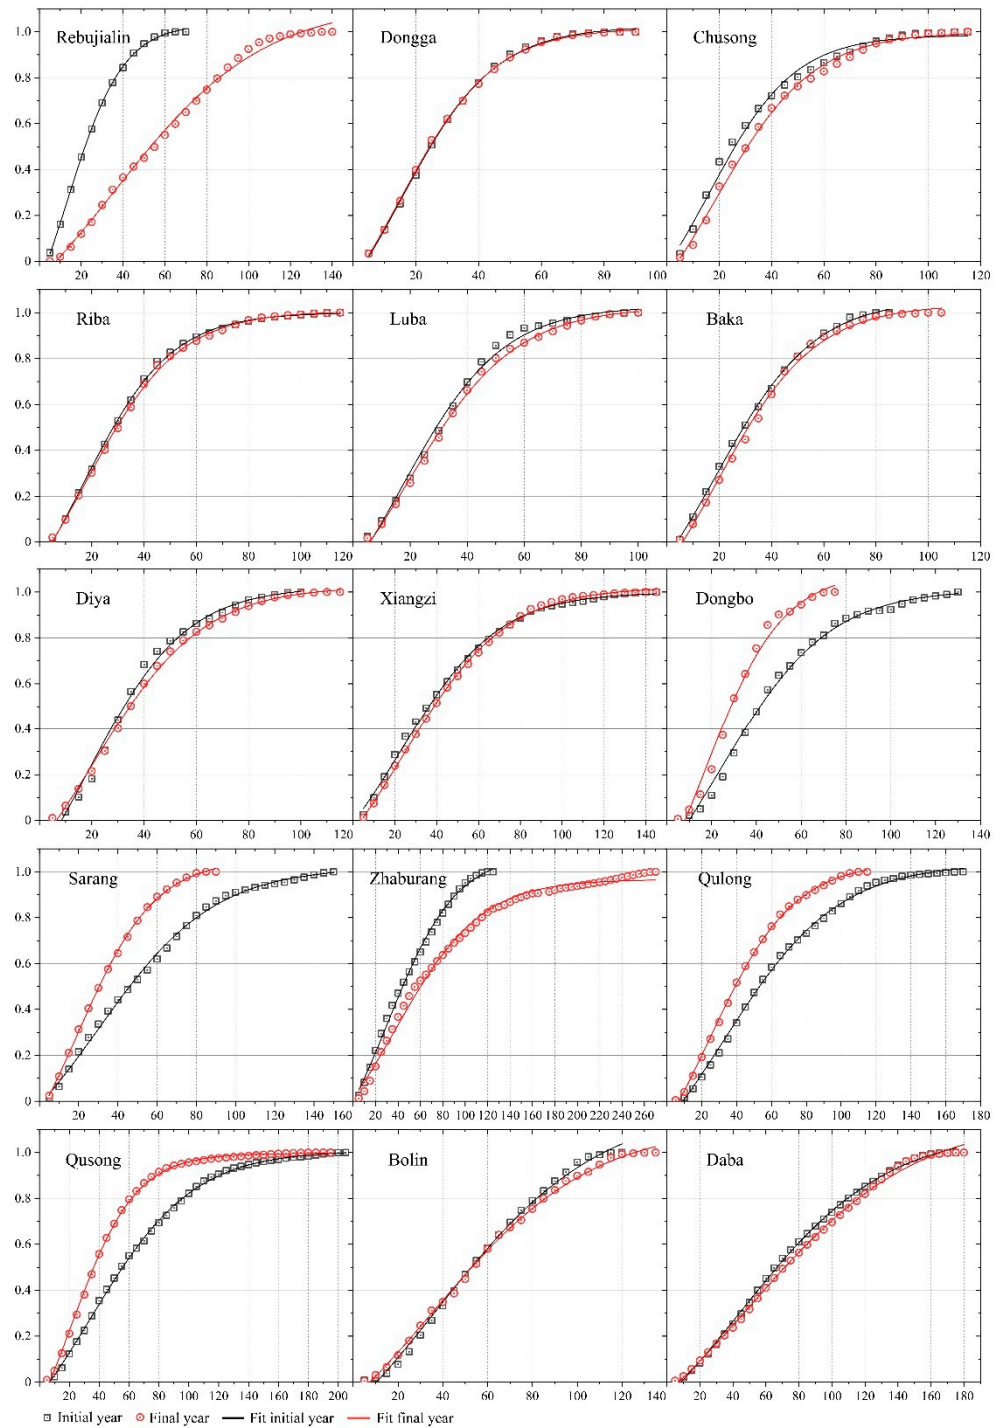 Rebujialin Dongga Chusong
1.0
0.8
0.6
0.4
0.2
0
20 40 60 80 100 120 140 20 40 60 80 100 20 40 60 80 100 120
Riba Luba Baka
1.0
0.8
0.6
0.4
0.2
0
20 40 60 80 100 120 20 40 60 80 100 20 40 60 80 100 120
Diya Xiangzi Dongbo
1.0
0.8
0.6
0.4
0.2
0
20 40 60 80 100 120 20 40 60 80 100 120 140 20 40 60 80 100 120 140
Sarang Zhaburang Qulong
1.0
0.8
0.6
0.4
0.2
0
20 40 60 80 100 120 140 160 20 40 60 80 100 120 140 160 180 200 220 240 260 20 40 60 80 100 120 140 160 180
Qusong Bolin Daba
1.0
0.8
0.6
0.4
0.2
0
20 40 60 80 100 120 140 160 180 200 20 40 60 80 100 120 140 20 40 60 80 100 120 140 160 180
Initial year Final year Fit initial year Fit final year